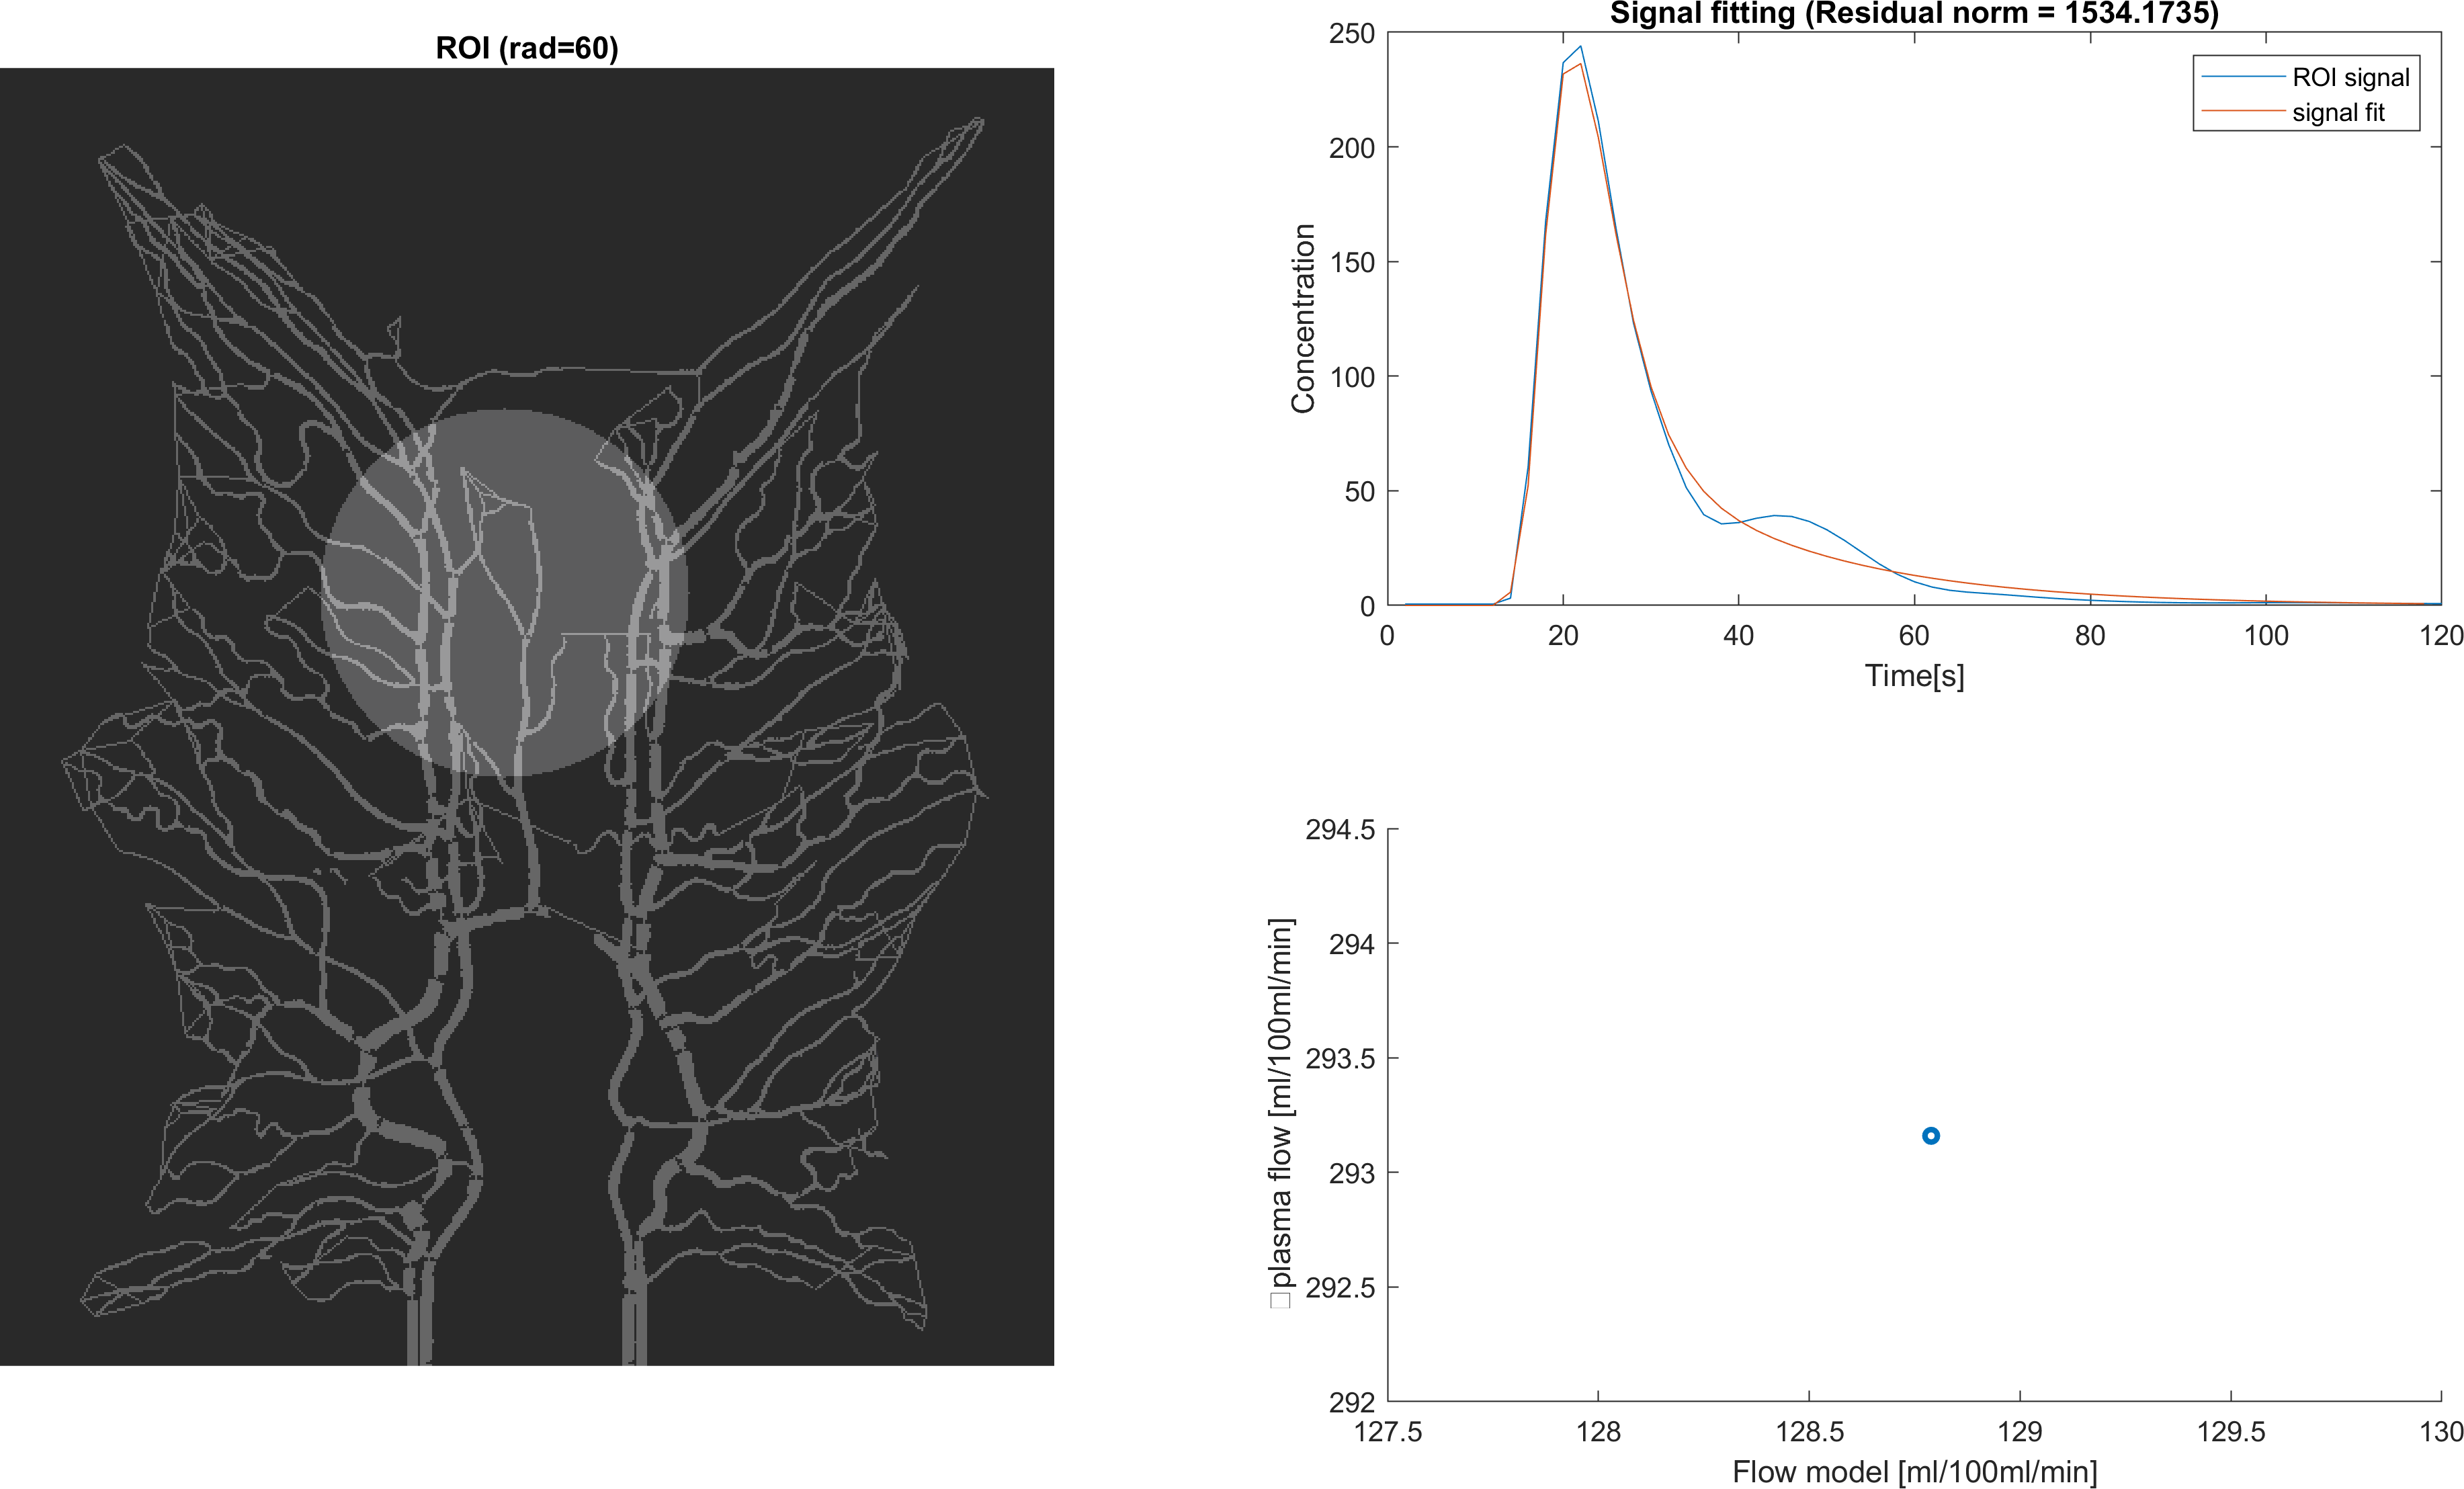 ROI (rad=60)
Signal fitting (Residual norm = 1534.1735)
250
200
150
100
50
0
Concentration
ROI signal
signal fit
0 20 40 60 80 100 120
Time[s]
294.5
294
293.5
293
292.5
292
□ plasma flow [ml/100ml/min]
127.5 128 128.5 129 129.5 130
Flow model [ml/100ml/min]